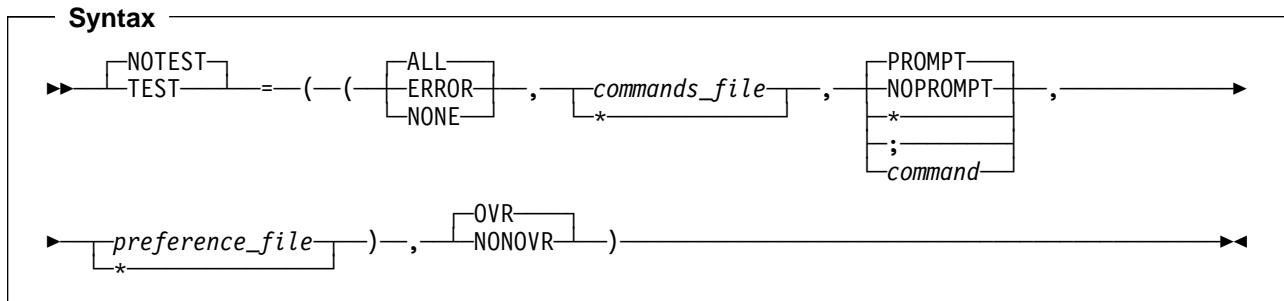 Syntax
NOTEST ALL PROMPT
►► TEST =—(—( ERROR —,— commands_file —,— NOPROMPT —,—►
NONE * *
;
command
OVR
►— preference_file —)—,— NONOVR —)—►◄
*